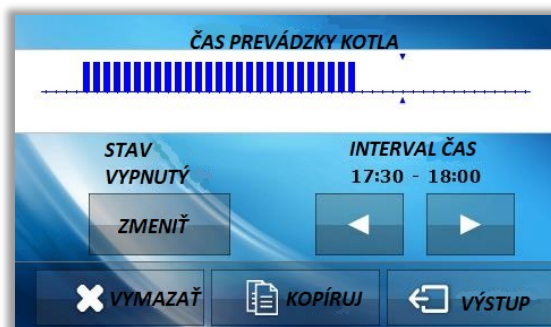 ČAS PREVÁDZKY KOTLA
STAV
VYPNUTÝ
INTERVAL ČAS
17:30 - 18:00
ZMENIŤ
VYMAZAŤ
KOPÍRUJ
VÝSTUP